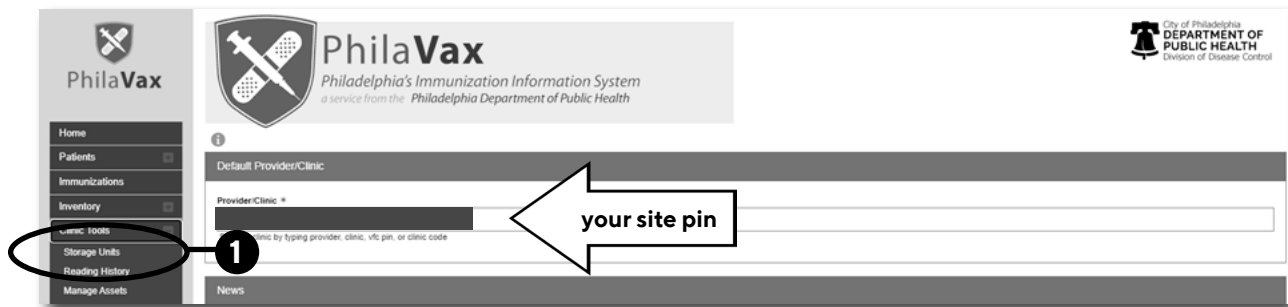 PhilaVax
Home
Patients
Immunizations
Inventory
Clinic Tools
Storage Units
Reading History
Manage Assets
1
PhilaVax
Philadelphia's Immunization Information System
a service from the Philadelphia Department of Public Health
City of Philadelphia
DEPARTMENT OF
PUBLIC HEALTH
Division of Disease Control
Default Provider/Clinic
Provider/Clinic *
clinic by typing provider, clinic, vfc pin, or clinic code
your site pin
News